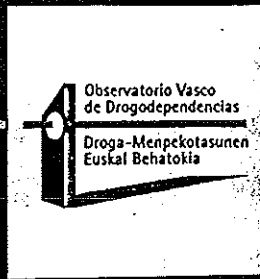 Observatorio Vasco
de Drogodependencias
Droga-Menpekotasunen
Euskal Behatokia